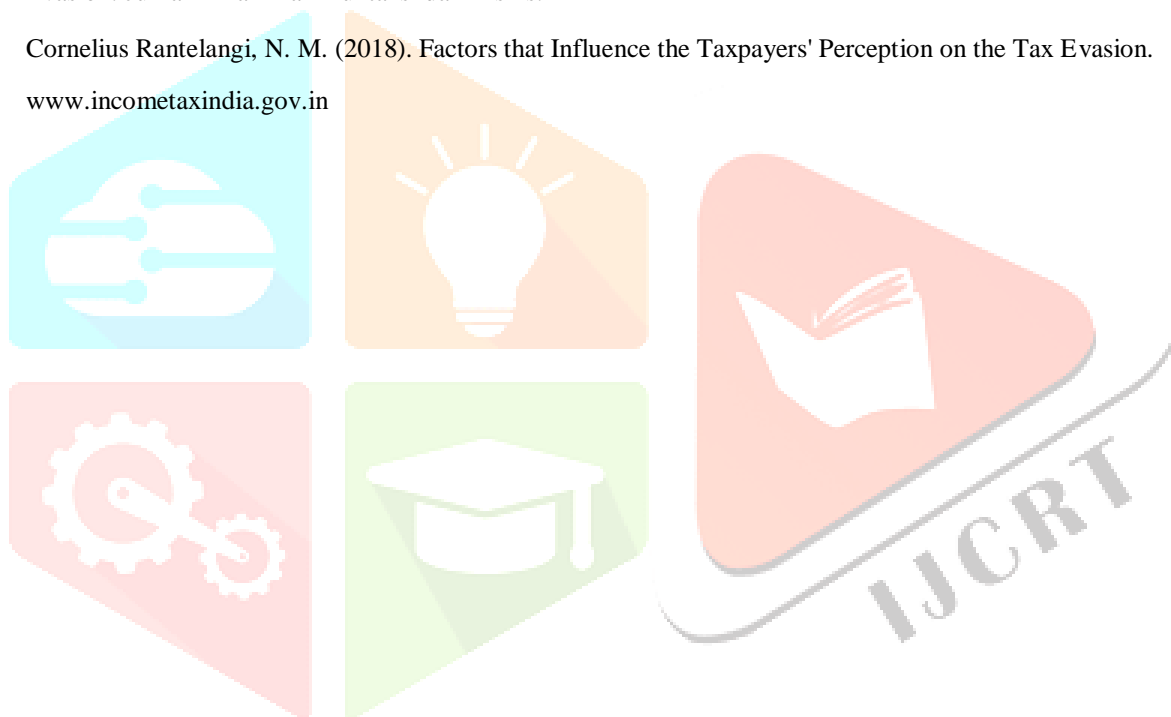 Cornelius Rantelangi, N. M. (2018). Factors that Influence the Taxpayers' Perception on the Tax Evasion.
www.incometaxindia.gov.in
IJCRT